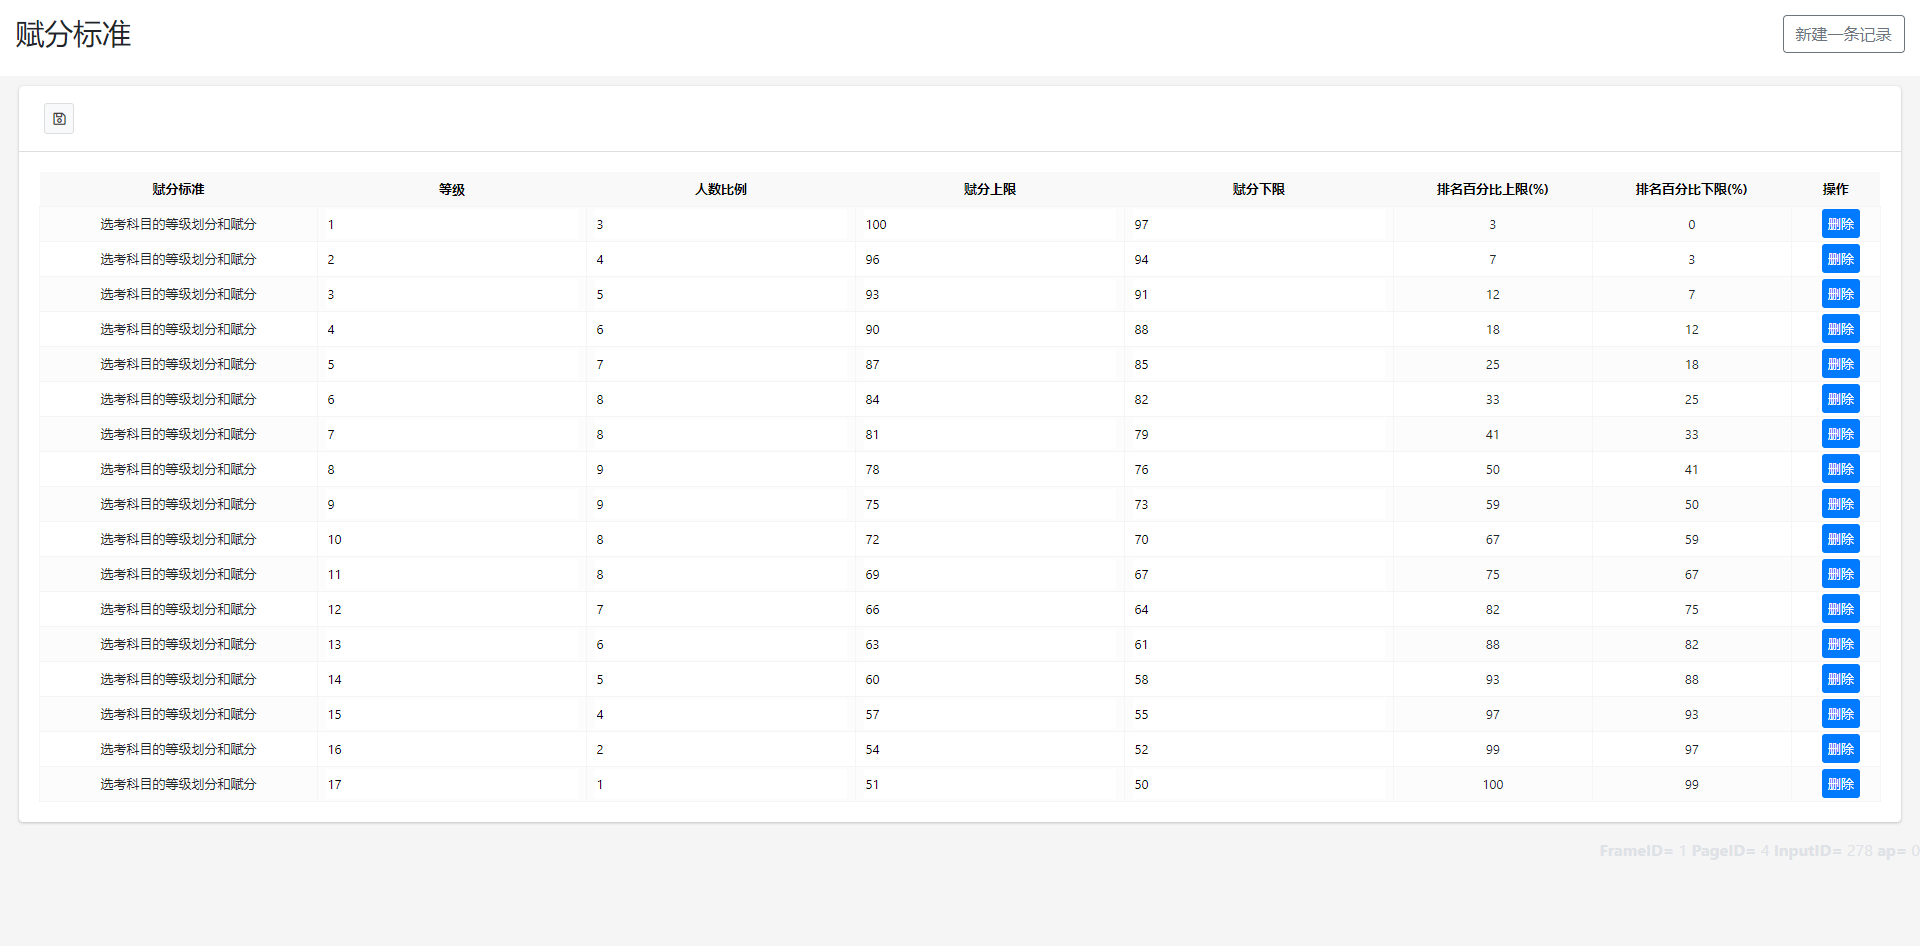 赋分标准
新建一条记录
赋分标准 等级 人数比例 赋分上限 赋分下限 排名百分比上限(%) 排名百分比下限(%) 操作
选考科目的等级划分和赋分 1 3 100 97 3 0 删除
选考科目的等级划分和赋分 2 4 96 94 7 3 删除
选考科目的等级划分和赋分 3 5 93 91 12 7 删除
选考科目的等级划分和赋分 4 6 90 88 18 12 删除
选考科目的等级划分和赋分 5 7 87 85 25 18 删除
选考科目的等级划分和赋分 6 8 84 82 33 25 删除
选考科目的等级划分和赋分 7 8 81 79 41 33 删除
选考科目的等级划分和赋分 8 9 78 76 50 41 删除
选考科目的等级划分和赋分 9 9 75 73 59 50 删除
选考科目的等级划分和赋分 10 8 72 70 67 59 删除
选考科目的等级划分和赋分 11 8 69 67 75 67 删除
选考科目的等级划分和赋分 12 7 66 64 82 75 删除
选考科目的等级划分和赋分 13 6 63 61 88 82 删除
选考科目的等级划分和赋分 14 5 60 58 93 88 删除
选考科目的等级划分和赋分 15 4 57 55 97 93 删除
选考科目的等级划分和赋分 16 2 54 52 99 97 删除
选考科目的等级划分和赋分 17 1 51 50 100 99 删除
FrameID= 1 PageID= 4 InputID= 278 ap= 0